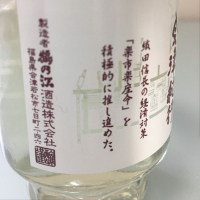 織田信長の経済対策
「楽市楽座令」を
積極的に推し進めた。
製造者 鶴乃江酒造株式会社
福島県会津若松市七日町二-四六